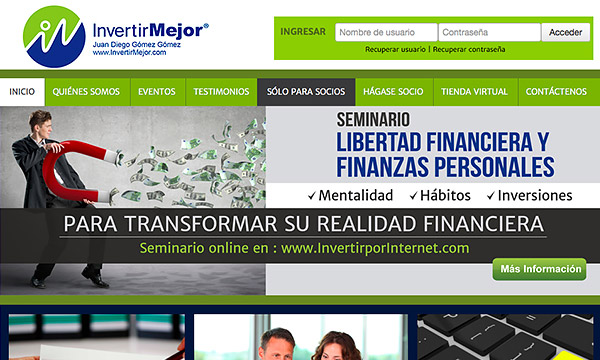 iN InvertirMejor®
Juan Diego Gómez Gómez
www.InvertirMejor.com
INGRESAR Nombre de usuario Contraseña Acceder
Recuperar usuario | Recuperar contraseña
INICIO QUIÉNES SOMOS EVENTOS TESTIMONIOS SÓLO PARA SOCIOS HÁGASE SOCIO TIENDA VIRTUAL CONTÁCTENOS
SEMINARIO
LIBERTAD FINANCIERA Y
FINANZAS PERSONALES
✓ Mentalidad ✓ Hábitos ✓ Inversiones
PARA TRANSFORMAR SU REALIDAD FINANCIERA
Seminario online en : www.InvertirporInternet.com
Más Información